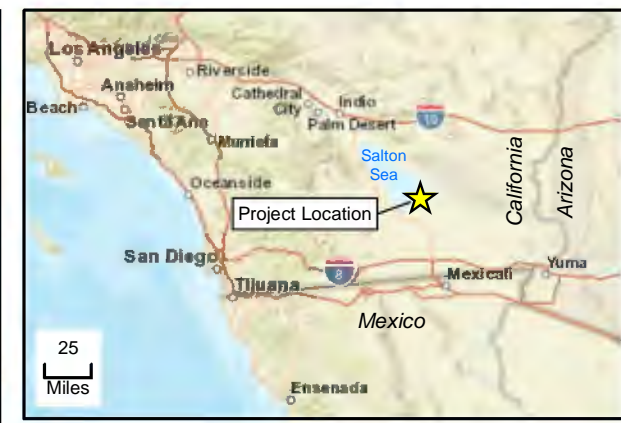 Los Angeles
Riverside
Anaheim
Cathedral
City
Indio
Beach
Palm Desert
10
Santa Ana
Murrieta
Salton
Sea
California
Arizona
Oceanside
Project Location
San Diego
8
Yuma
Mexicali
Tijuana
Mexico
25
Miles
Ensenada